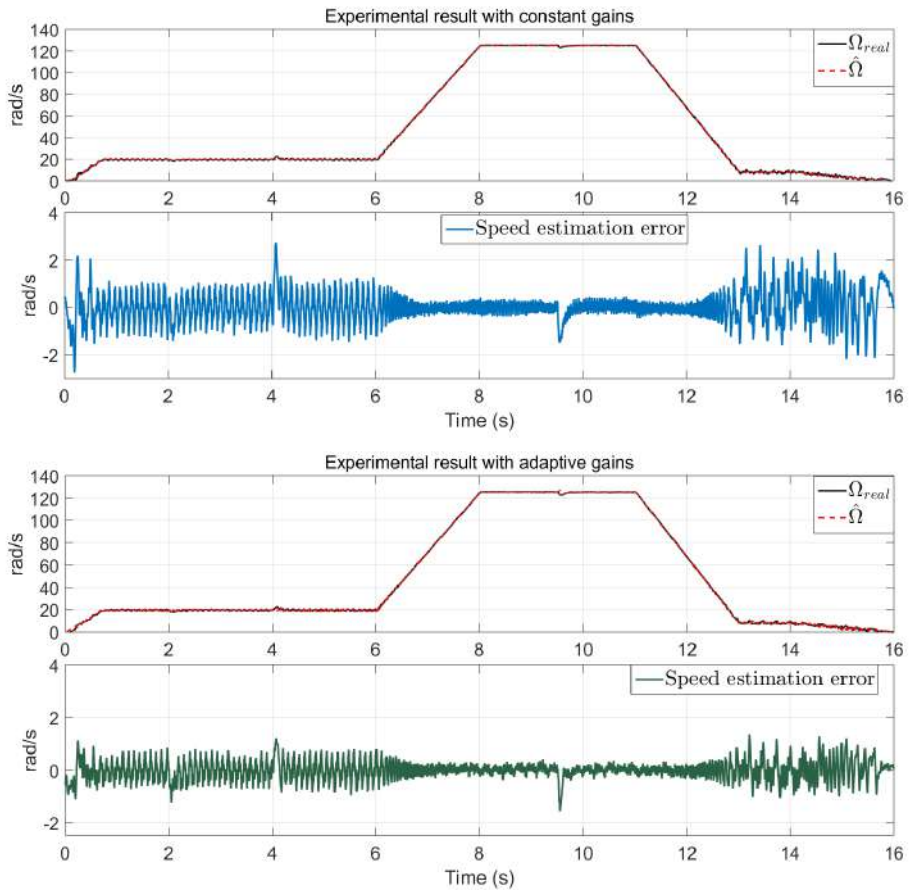 Experimental result with constant gains
140
120
100
80
60
40
20
0
rad/s
Ω_real
Ω̂
0 2 4 6 8 10 12 14 16
4
2
0
-2
rad/s
Speed estimation error
0 2 4 6 8 10 12 14 16
Time (s)
Experimental result with adaptive gains
140
120
100
80
60
40
20
0
rad/s
Ω_real
Ω̂
0 2 4 6 8 10 12 14 16
4
2
0
-2
rad/s
Speed estimation error
0 2 4 6 8 10 12 14 16
Time (s)